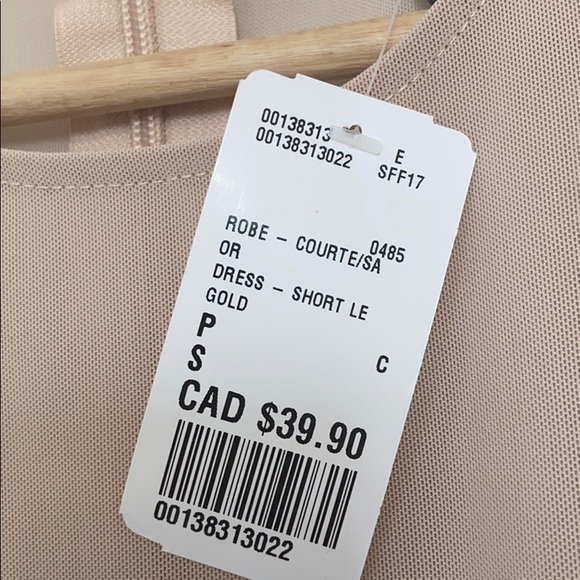 00138313
00138313022 E
SFF17
ROBE - COURTE/SA 0485
OR
DRESS - SHORT LE
GOLD
P
S C
CAD $39.90
00138313022